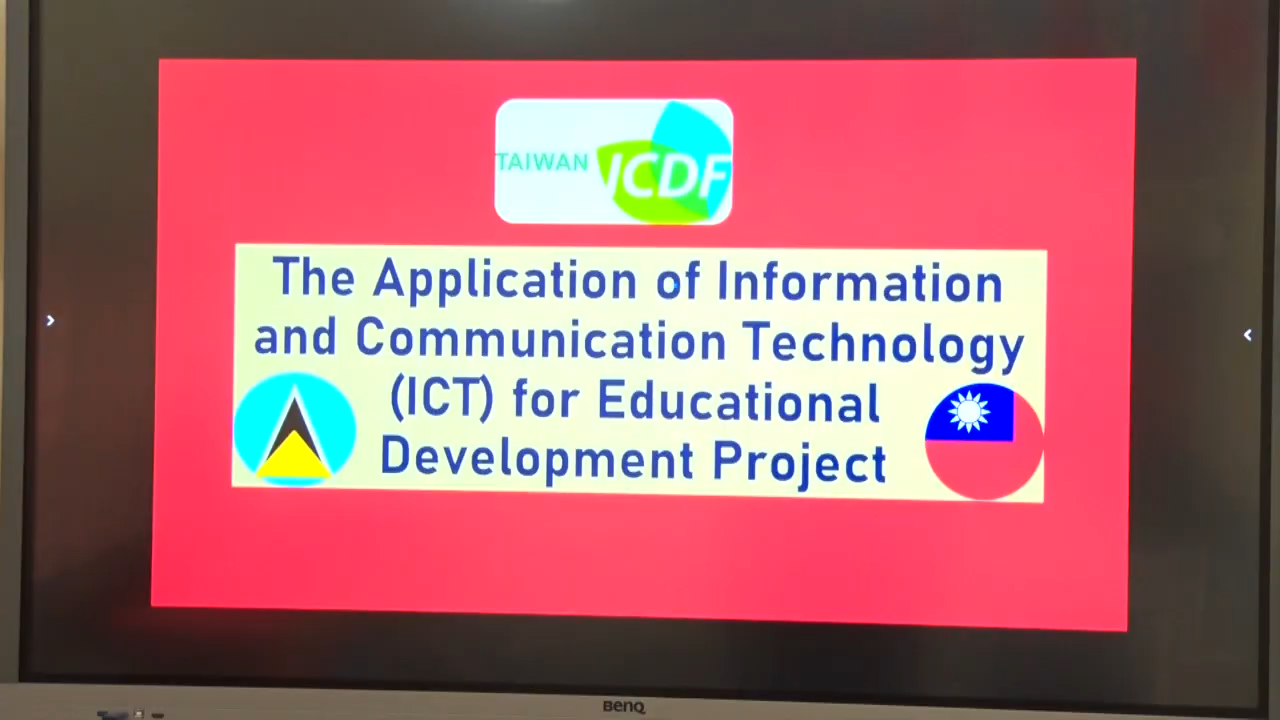 TAIWAN ICDF
The Application of Information
and Communication Technology
(ICT) for Educational
Development Project
BenQ